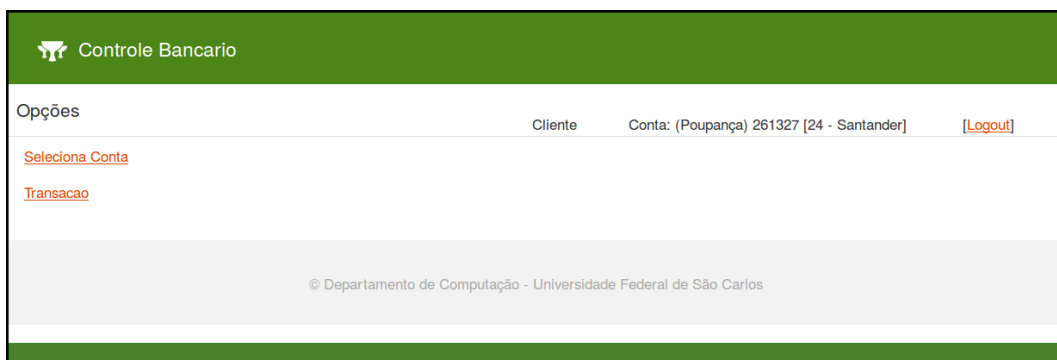 Controle Bancario
Opções
Cliente Conta: (Poupança) 261327 [24 - Santander] [Logout]
Seleciona Conta
Transacao
© Departamento de Computação - Universidade Federal de São Carlos